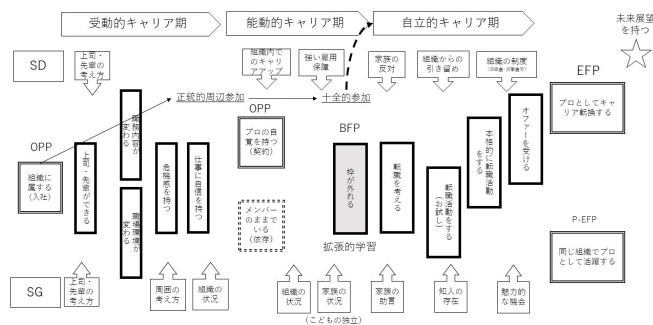 受動的キャリア期
能動的キャリア期
自立的キャリア期
未来展望
を持つ
SD
上司・
先輩の
考え方
組織内で
のキャリ
アアップ
強い雇用
保障
家族の
反対
組織からの
引き留め
組織の制度
EFP
プロとしてキャ
リア転換する
正統的周辺参加
十全的参加
OPP
組織に
属する
(入社)
上司・先輩ができる
職務内容が
変わる
職場環境が
変わる
危機感を持つ
仕事に自信を持つ
OPP
プロの自
覚を持つ
(契約)
メンバー
のままで
いる
(依存)
BFP
枠が外れる
拡張的学習
転職を考える
転職活動をする
(お試し)
本格的に転職活動
をする
オファーを受ける
P-EFP
同じ組織でプロ
として活躍する
SG
上司・
先輩の
考え方
周囲の
考え方
組織の
状況
組織の
状況
家族の
状況
(こどもの独立)
家族の
助言
知人の
存在
魅力的
な機会